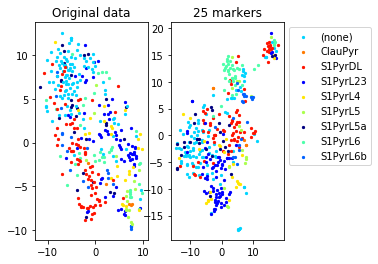 Original data
25 markers
10
5
0
−5
−10
−10
0
10
20
15
10
5
0
−5
−10
−15
−10
0
10
(none)
ClauPyr
S1PyrDL
S1PyrL23
S1PyrL4
S1PyrL5
S1PyrL5a
S1PyrL6
S1PyrL6b